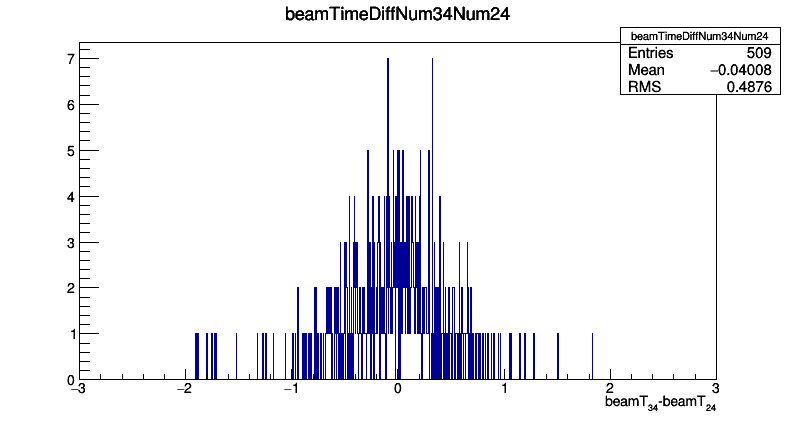 beamTimeDiffNum34Num24
beamTimeDiffNum34Num24
Entries 509
Mean −0.04008
RMS 0.4876
7
6
5
4
3
2
1
0
−3 −2 −1 0 1 2 3
beamT34-beamT24